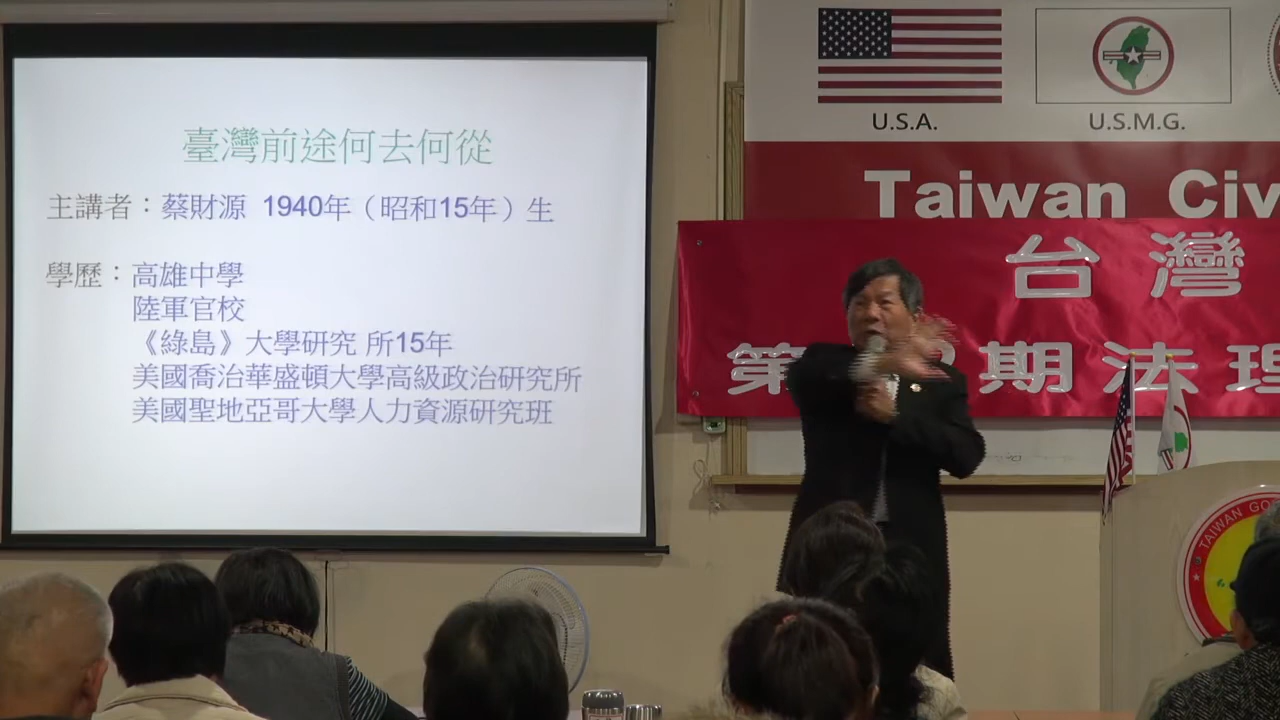 臺灣前途何去何從
主講者：蔡財源 1940年（昭和15年）生
學歷：高雄中學
陸軍官校
《綠島》大學研究 所15年
美國喬治華盛頓大學高級政治研究所
美國聖地亞哥大學人力資源研究班
U.S.A.
U.S.M.G.
Taiwan Civ
台灣
第 期法理
TAIWAN GO